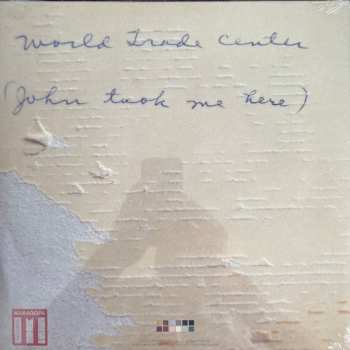 World Trade Center
(John took me here)